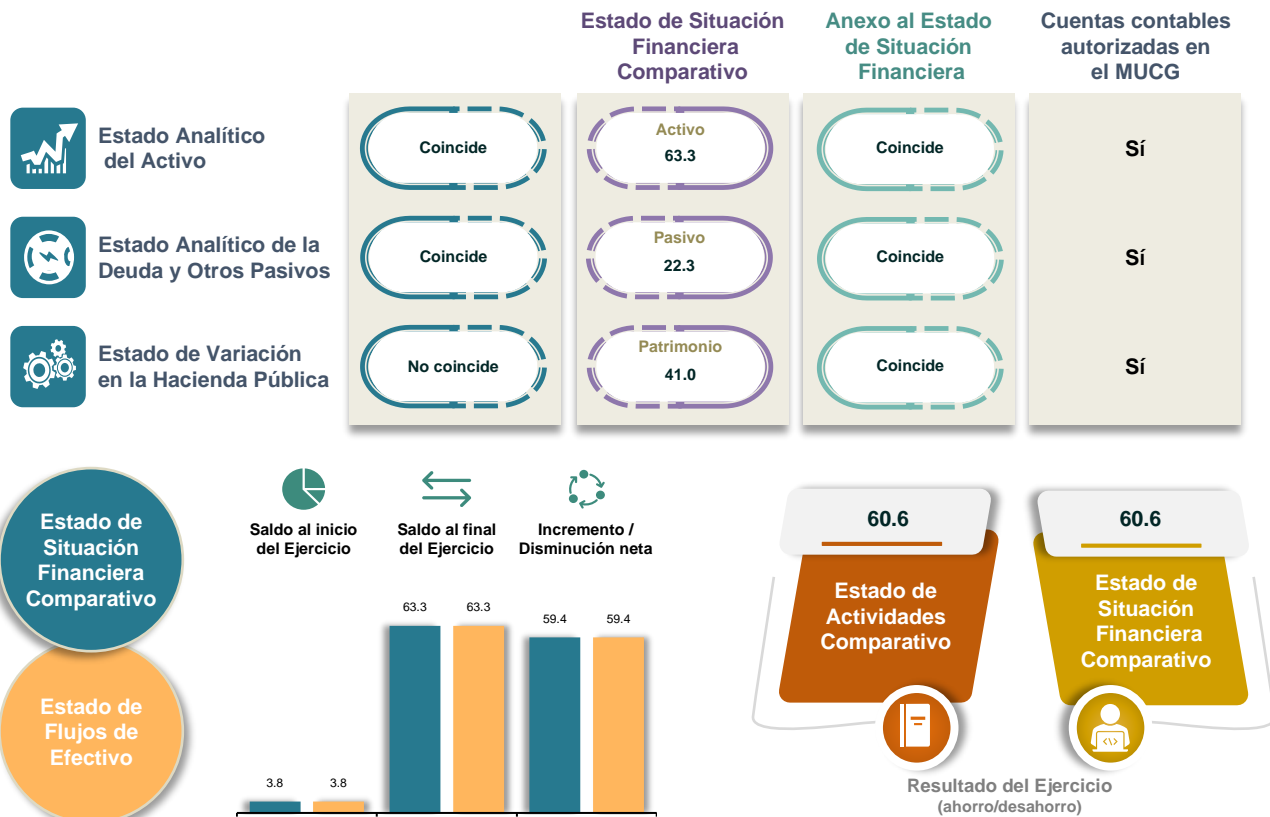 Estado de Situación
Financiera
Comparativo
Anexo al Estado
de Situación
Financiera
Cuentas contables
autorizadas en
el MUCG
Estado Analítico
del Activo
Coincide
Activo
63.3
Coincide
Sí
Estado Analítico de la
Deuda y Otros Pasivos
Coincide
Pasivo
22.3
Coincide
Sí
Estado de Variación
en la Hacienda Pública
No coincide
Patrimonio
41.0
Coincide
Sí
Estado de
Situación
Financiera
Comparativo
Estado de
Flujos de
Efectivo
Saldo al inicio
del Ejercicio
Saldo al final
del Ejercicio
Incremento /
Disminución neta
3.8
3.8
63.3
63.3
59.4
59.4
60.6
Estado de
Actividades
Comparativo
60.6
Estado de
Situación
Financiera
Comparativo
Resultado del Ejercicio
(ahorro/desahorro)